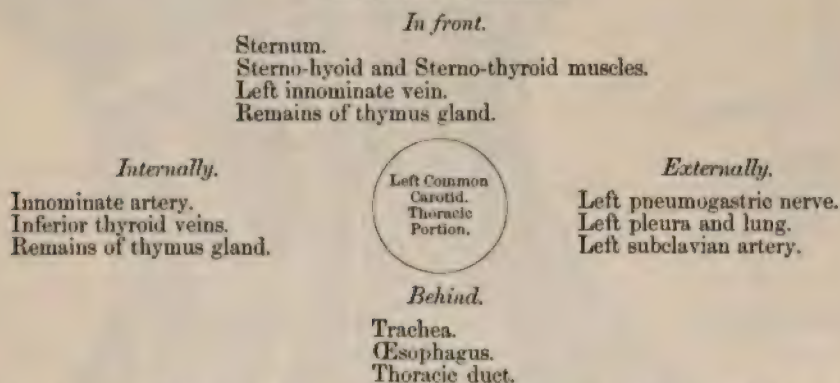 In front.
Sternum.
Sterno-hyoid and Sterno-thyroid muscles.
Left innominate vein.
Remains of thymus gland.
Internally.
Innominate artery.
Inferior thyroid veins.
Remains of thymus gland.
Left Common
Carotid.
Thoracic
Portion.
Externally.
Left pneumogastric nerve.
Left pleura and lung.
Left subclavian artery.
Behind.
Trachea.
Œsophagus.
Thoracic duct.